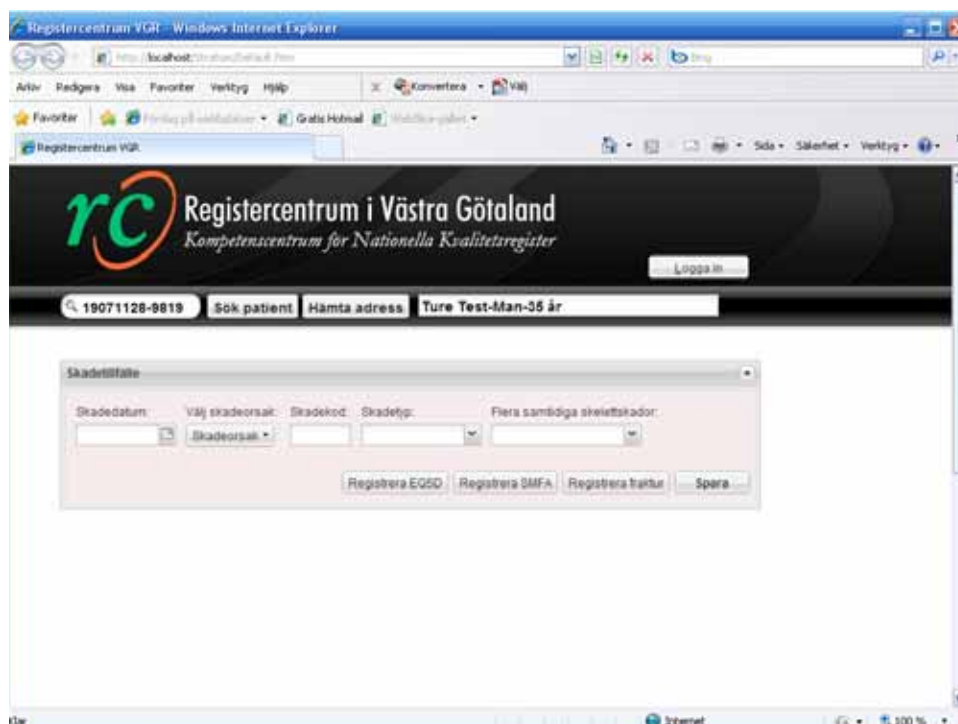 Registercentrum VGR - Windows Internet Explorer
http://localhost/
Bing
Arkiv Redigera Visa Favoriter Verktyg Hjälp x Konvertera Välj
Favoriter Gratis Hotmail
Registercentrum VGR Sida Säkerhet Verktyg
rc Registercentrum i Västra Götaland
Kompetenscentrum för Nationella Kvalitetsregister
Logga in
19071128-9819 Sök patient Hämta adress Ture Test-Man-35 år
Skadetillfälle
Skadedatum: Välj skadeorsak: Skadekod: Skadetyp: Flera samtidiga skelettskador:
Skadeorsak
Registrera EQ5D Registrera SMFA Registrera fraktur Spara
Klar Internet 100 %